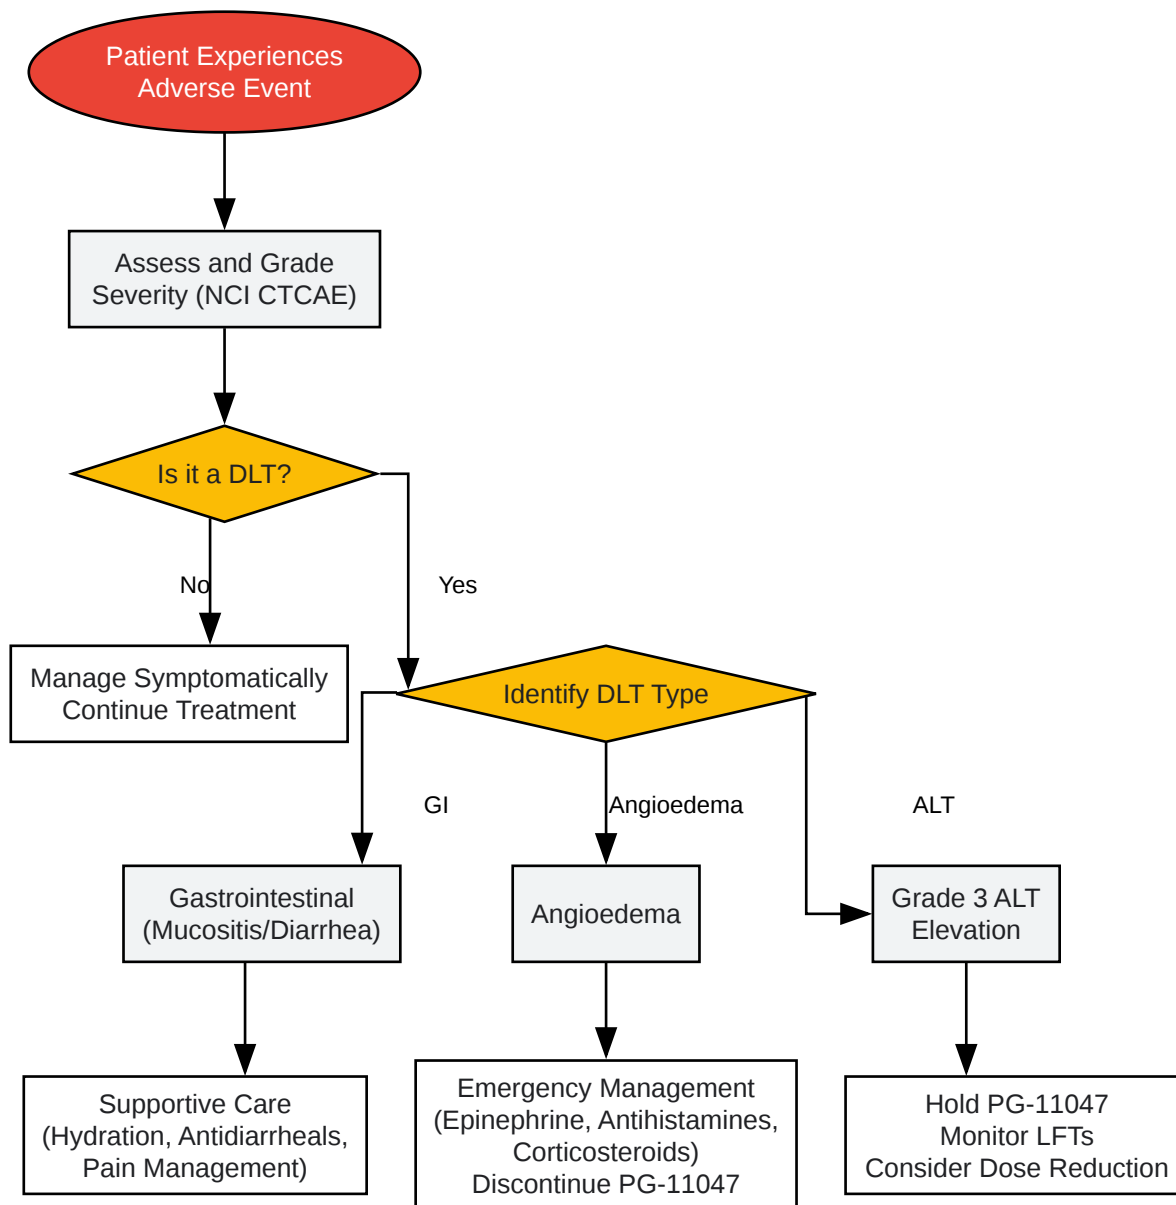 Patient Experiences
Adverse Event
Assess and Grade
Severity (NCI CTCAE)
Is it a DLT?
No
Yes
Manage Symptomatically
Continue Treatment
Identify DLT Type
GI
Angioedema
ALT
Gastrointestinal
(Mucositis/Diarrhea)
Angioedema
Grade 3 ALT
Elevation
Supportive Care
(Hydration, Antidiarrheals,
Pain Management)
Emergency Management
(Epinephrine, Antihistamines,
Corticosteroids)
Discontinue PG-11047
Hold PG-11047
Monitor LFTs
Consider Dose Reduction